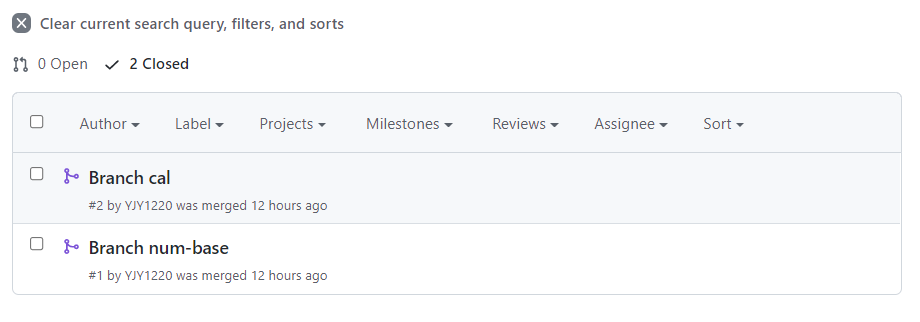 Clear current search query, filters, and sorts
0 Open 2 Closed
Author Label Projects Milestones Reviews Assignee Sort
Branch cal
#2 by YJY1220 was merged 12 hours ago
Branch num-base
#1 by YJY1220 was merged 12 hours ago